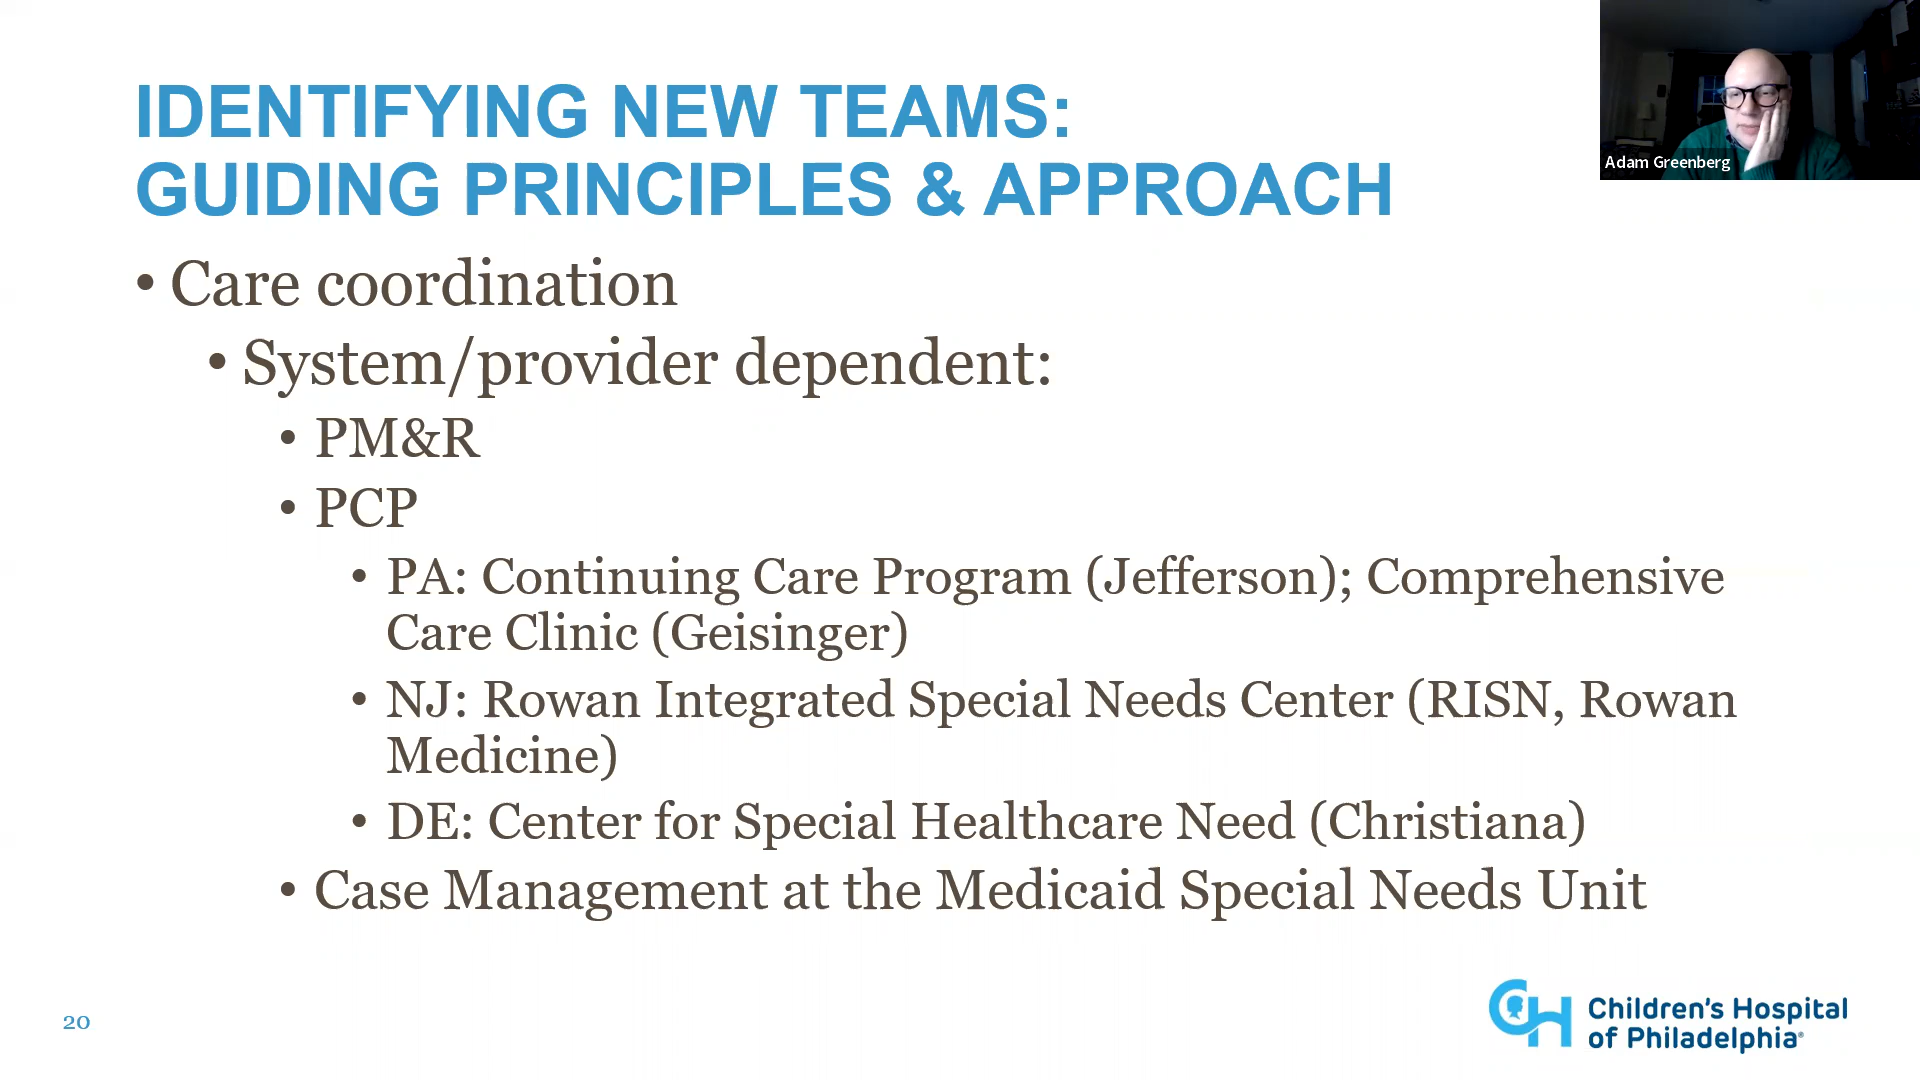 IDENTIFYING NEW TEAMS:
GUIDING PRINCIPLES & APPROACH
Adam Greenberg
• Care coordination
• System/provider dependent:
• PM&R
• PCP
• PA: Continuing Care Program (Jefferson); Comprehensive
Care Clinic (Geisinger)
• NJ: Rowan Integrated Special Needs Center (RISN, Rowan
Medicine)
• DE: Center for Special Healthcare Need (Christiana)
• Case Management at the Medicaid Special Needs Unit
20
CH Children's Hospital
of Philadelphia®